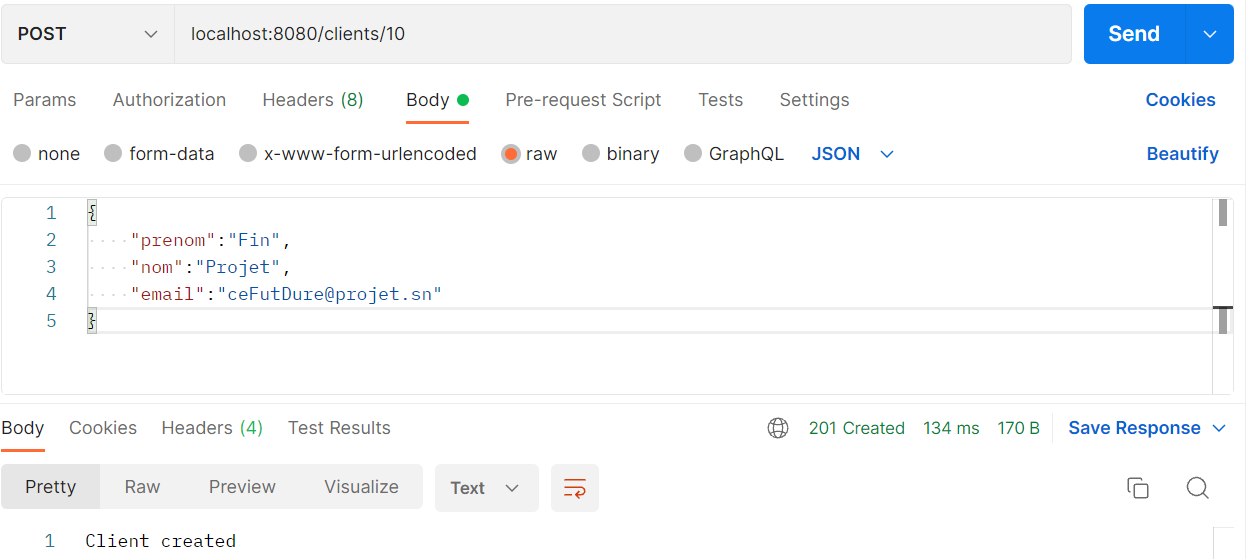 POST localhost:8080/clients/10 Send
Params Authorization Headers (8) Body Pre-request Script Tests Settings Cookies
none form-data x-www-form-urlencoded raw binary GraphQL JSON Beautify
1 {
2 "prenom":"Fin",
3 "nom":"Projet",
4 "email":"ceFutDure@projet.sn"
5 }
Body Cookies Headers (4) Test Results 201 Created 134 ms 170 B Save Response
Pretty Raw Preview Visualize Text
1 Client created